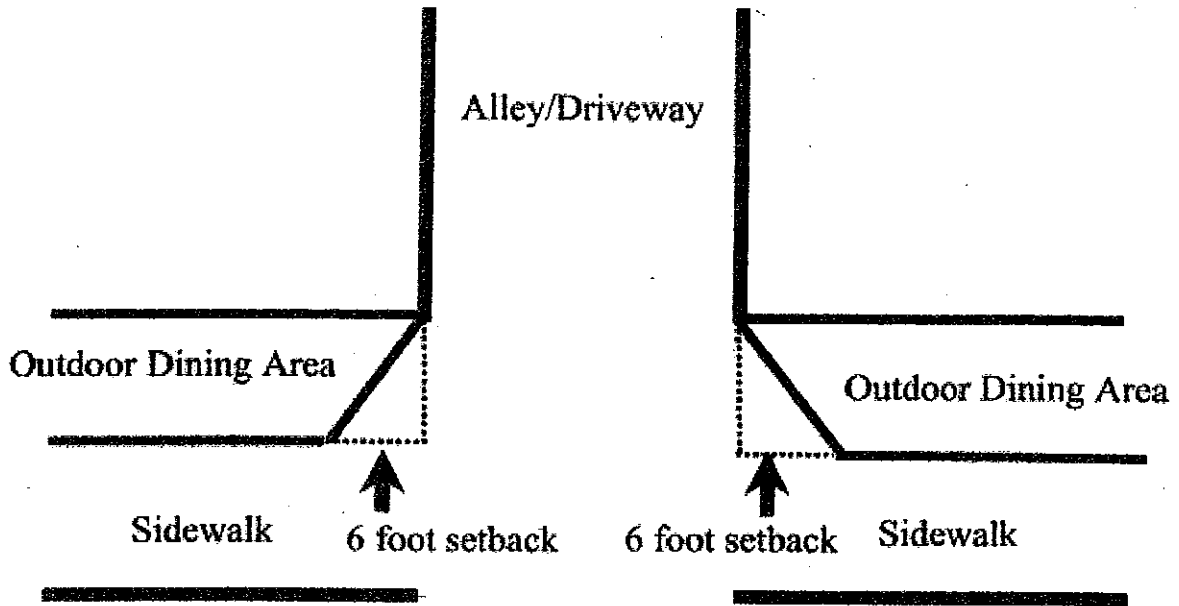 Alley/Driveway
Outdoor Dining Area
Outdoor Dining Area
Sidewalk
6 foot setback
6 foot setback
Sidewalk